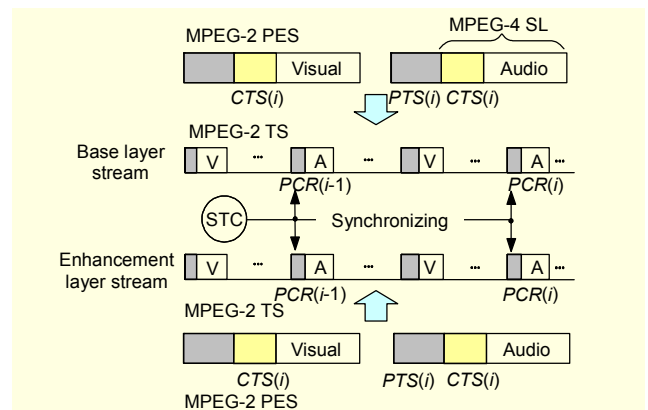 MPEG-4 SL
MPEG-2 PES
Visual
Audio
CTS(i)
PTS(i) CTS(i)
MPEG-2 TS
Base layer stream
V ... A ... V ... A ...
PCR(i-1)
PCR(i)
STC
Synchronizing
Enhancement layer stream
V ... A ... V ... A ...
PCR(i-1)
PCR(i)
MPEG-2 TS
Visual
Audio
CTS(i)
PTS(i) CTS(i)
MPEG-2 PES